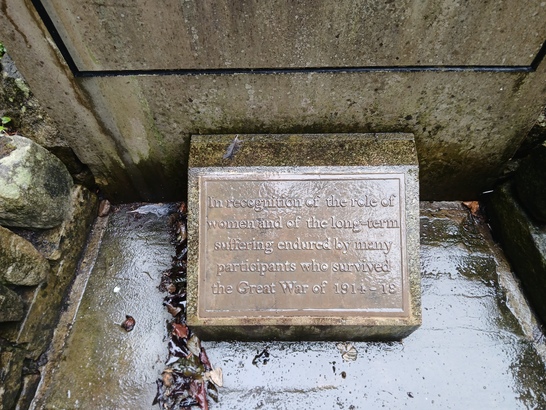 In recognition of the role of
women and of the long-term
suffering endured by many
participants who survived
the Great War of 1914-18